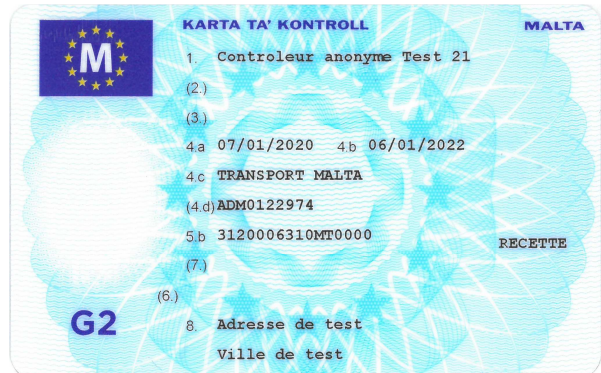 KARTA TA' KONTROLL MALTA
M
1. Controleur anonyme Test 21
(2.)
(3.)
4.a 07/01/2020 4.b 06/01/2022
4.c TRANSPORT MALTA
(4.d) ADM0122974
5.b 3120006310MT0000
RECETTE
(7.)
(6.)
G2
8. Adresse de test
Ville de test